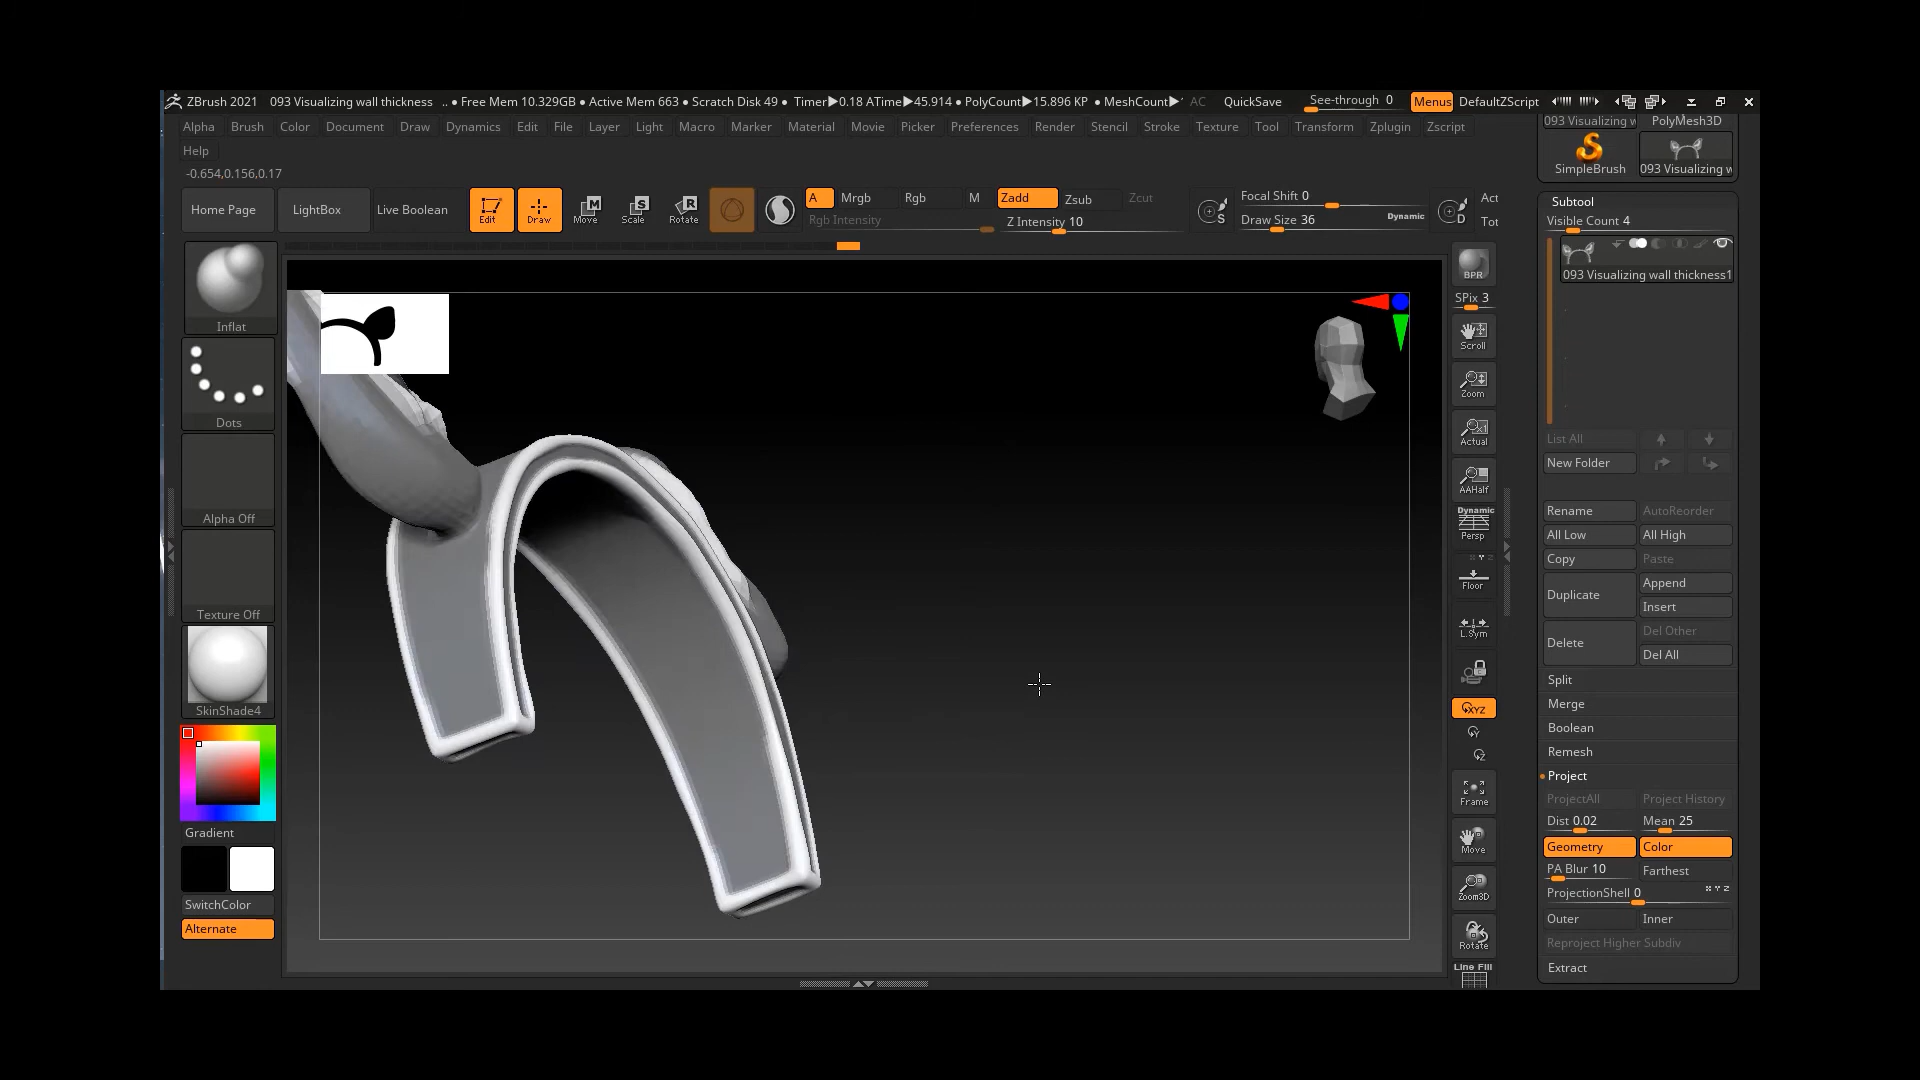 ZBrush 2021 093 Visualizing wall thickness .. ● Free Mem 10.329GB ● Active Mem 663 ● Scratch Disk 49 ● Timer▶0.18 ATime▶45.914 ● PolyCount▶15.896 KP ● MeshCount▶ AC QuickSave See-through 0 Menus DefaultZScript
Alpha Brush Color Document Draw Dynamics Edit File Layer Light Macro Marker Material Movie Picker Preferences Render Stencil Stroke Texture Tool Transform Zplugin Zscript
Help
-0.654,0.156,0.17
Home Page LightBox Live Boolean Edit Draw Move Scale Rotate
A Mrgb Rgb M Zadd Zsub Zcut
Rgb Intensity Z Intensity 10
S Focal Shift 0
Draw Size 36 Dynamic
D Act
Tot
Inflat
Dots
Alpha Off
Texture Off
SkinShade4
Gradient
SwitchColor
Alternate
BPR
SPix 3
Scroll
Zoom
Actual
AAHalf
Dynamic
Persp
Floor
L.Sym
XYZ
Y
Z
Frame
Move
Zoom3D
Rotate
Line Fill
093 Visualizing w PolyMesh3D
SimpleBrush 093 Visualizing w
Subtool
Visible Count 4
093 Visualizing wall thickness1
List All
New Folder
Rename AutoReorder
All Low All High
Copy Paste
Duplicate Append
Insert
Delete Del Other
Del All
Split
Merge
Boolean
Remesh
Project
ProjectAll Project History
Dist 0.02 Mean 25
Geometry Color
PA Blur 10 Farthest
ProjectionShell 0 X Y Z
Outer Inner
Reproject Higher Subdiv
Extract